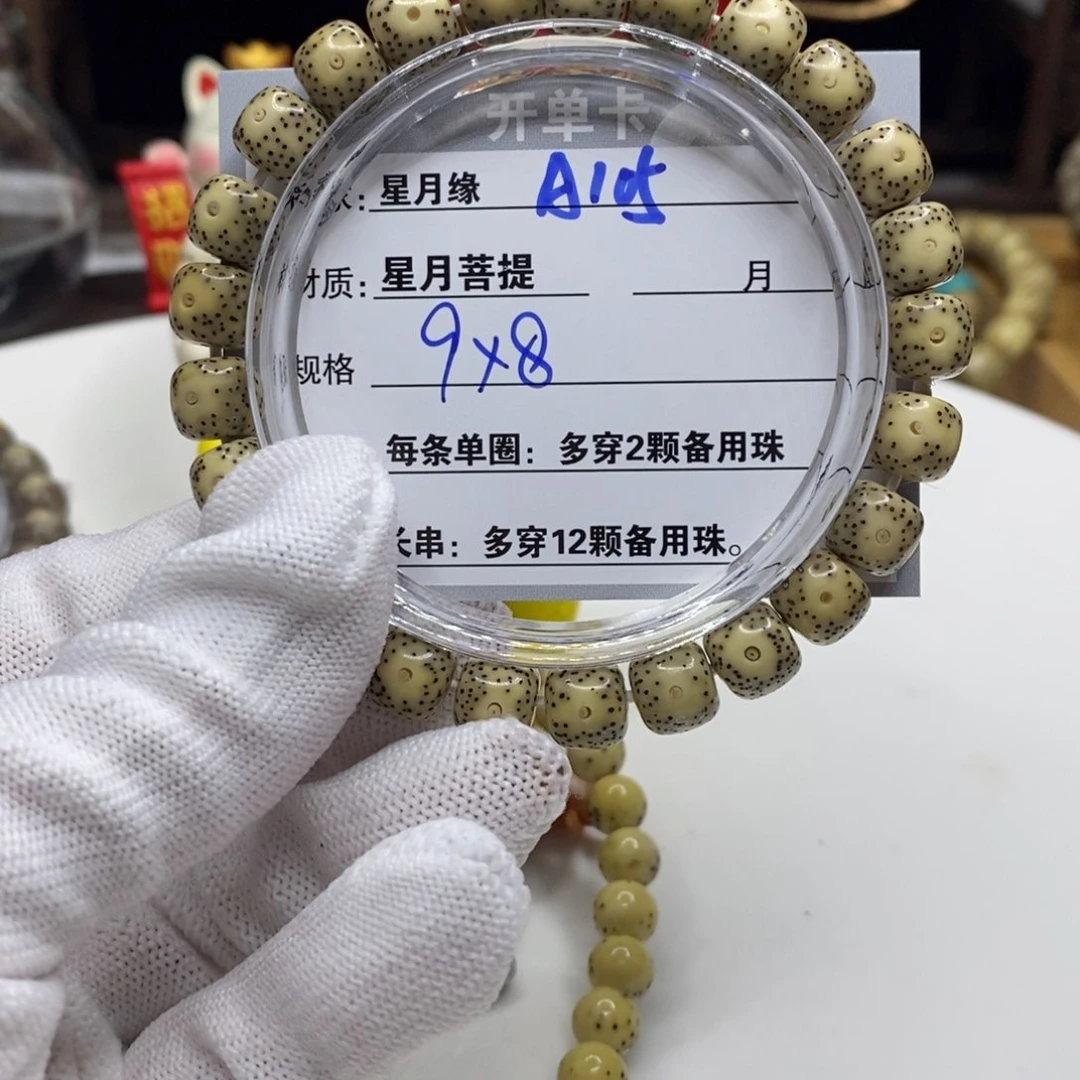 开单卡
星月缘
材质：星月菩提 月
规格 9x8
每条单圈：多穿2颗备用珠
长串：多穿12颗备用珠。